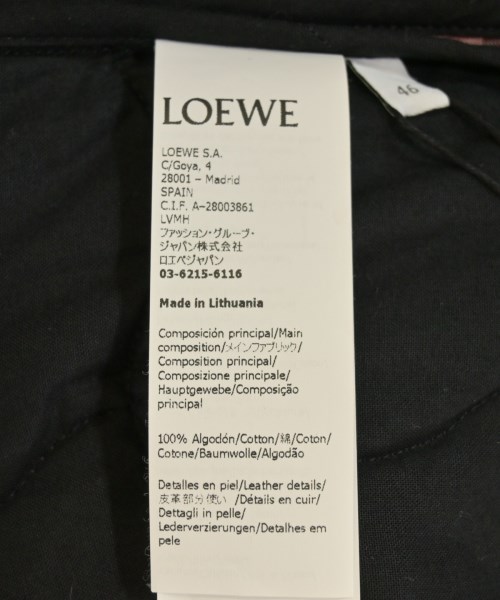 46
LOEWE
LOEWE S.A.
C/Goya, 4
28001 – Madrid
SPAIN
C.I.F. A–28003861
LVMH
ファッション・グループ・
ジャパン株式会社
ロエベジャパン
03-6215-6116
Made in Lithuania
Composición principal/Main
composition/メインファブリック/
Composition principal/
Composizione principale/
Hauptgewebe/Composição
principal
100% Algodón/Cotton/綿/Coton/
Cotone/Baumwolle/Algodão
Detalles en piel/Leather details/
皮革部分使い /Détails en cuir/
Dettagli in pelle/
Lederverzierungen/Detalhes em
pele